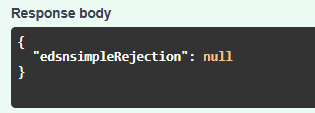 Response body
{
  "edsnsimpleRejection": null
}